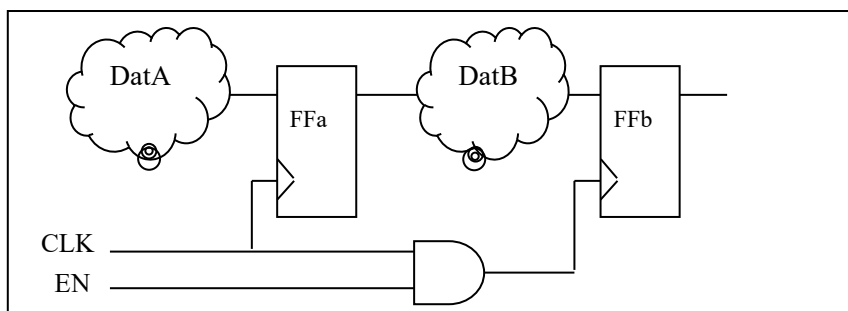 DatA
DatB
FFa
FFb
CLK
EN